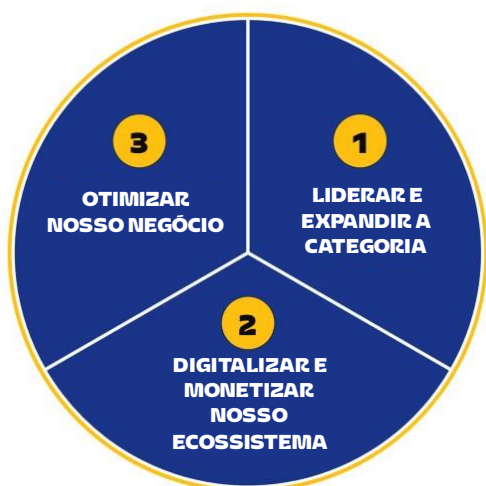 1
LIDERAR E
EXPANDIR A
CATEGORIA
2
DIGITALIZAR E
MONETIZAR
NOSSO
ECOSSISTEMA
3
OTIMIZAR
NOSSO NEGÓCIO